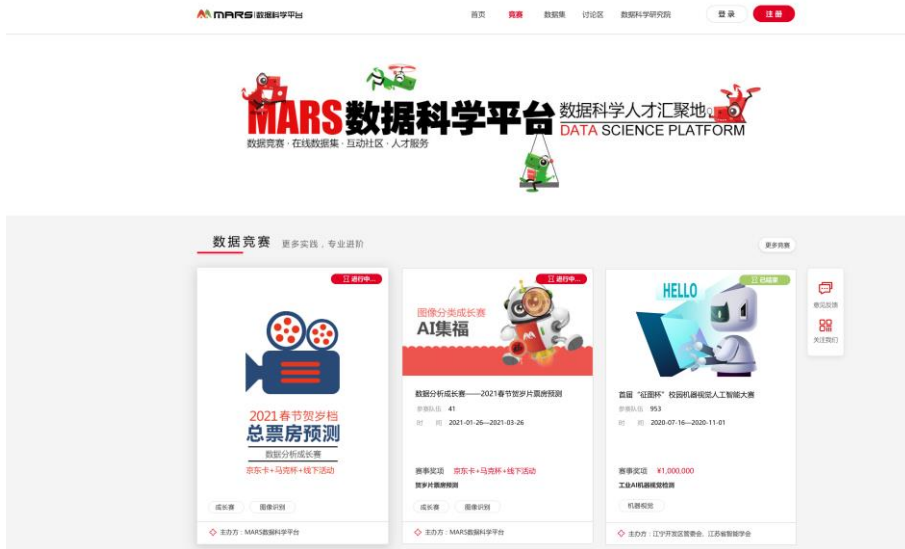 MARS 数据科学平台
首页 竞赛 数据集 讨论区 数据科学研究院 登录 注册
MARS数据科学平台 数据科学人才汇聚地
DATA SCIENCE PLATFORM
数据竞赛 · 在线数据集 · 互动社区 · 人才服务
数据竞赛 更多实践，专业进阶
更多竞赛
进行中...
2021春节贺岁档
总票房预测
数据分析成长赛
京东卡+马克杯+线下活动
成长赛 图像识别
主办方：MARS数据科学平台
进行中...
图像分类成长赛
AI集福
数据分析成长赛——2021春节贺岁片票房预测
参赛队伍 41
时 间 2021-01-26—2021-03-26
赛事奖项 京东卡+马克杯+线下活动
贺岁片票房预测
成长赛 图像识别
主办方：MARS数据科学平台
已结束
HELLO
首届“征图杯”校园机器视觉人工智能大赛
参赛队伍 953
时 间 2020-07-16—2020-11-01
赛事奖项 ¥1,000,000
工业AI机器视觉检测
机器视觉
主办方：江宁开发区管委会、江苏省智能学会
意见反馈
关注我们